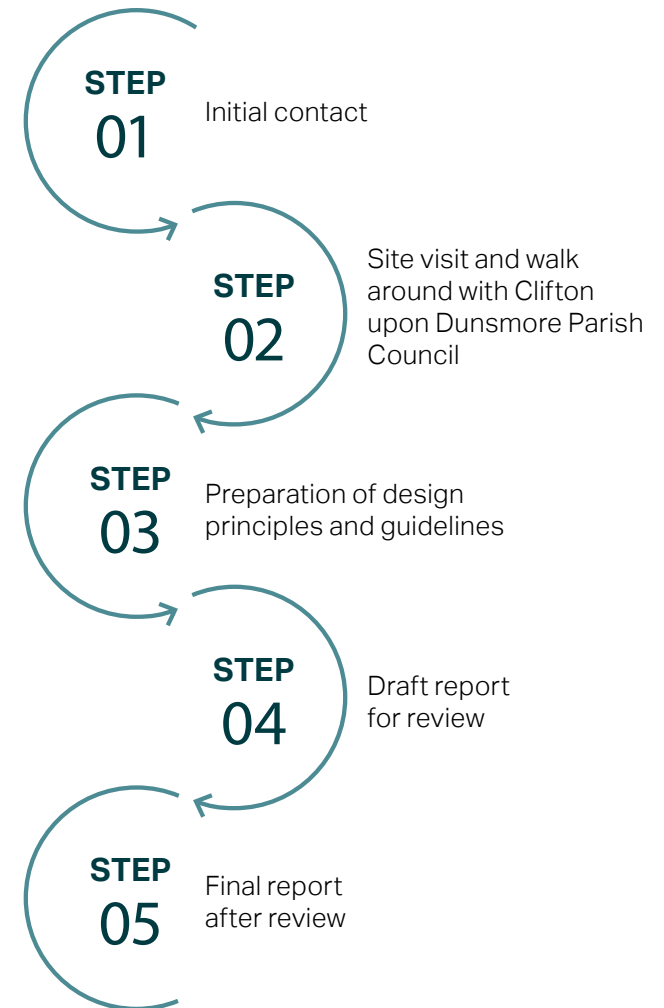 STEP
01
Initial contact
STEP
02
Site visit and walk
around with Clifton
upon Dunsmore Parish
Council
STEP
03
Preparation of design
principles and guidelines
STEP
04
Draft report
for review
STEP
05
Final report
after review